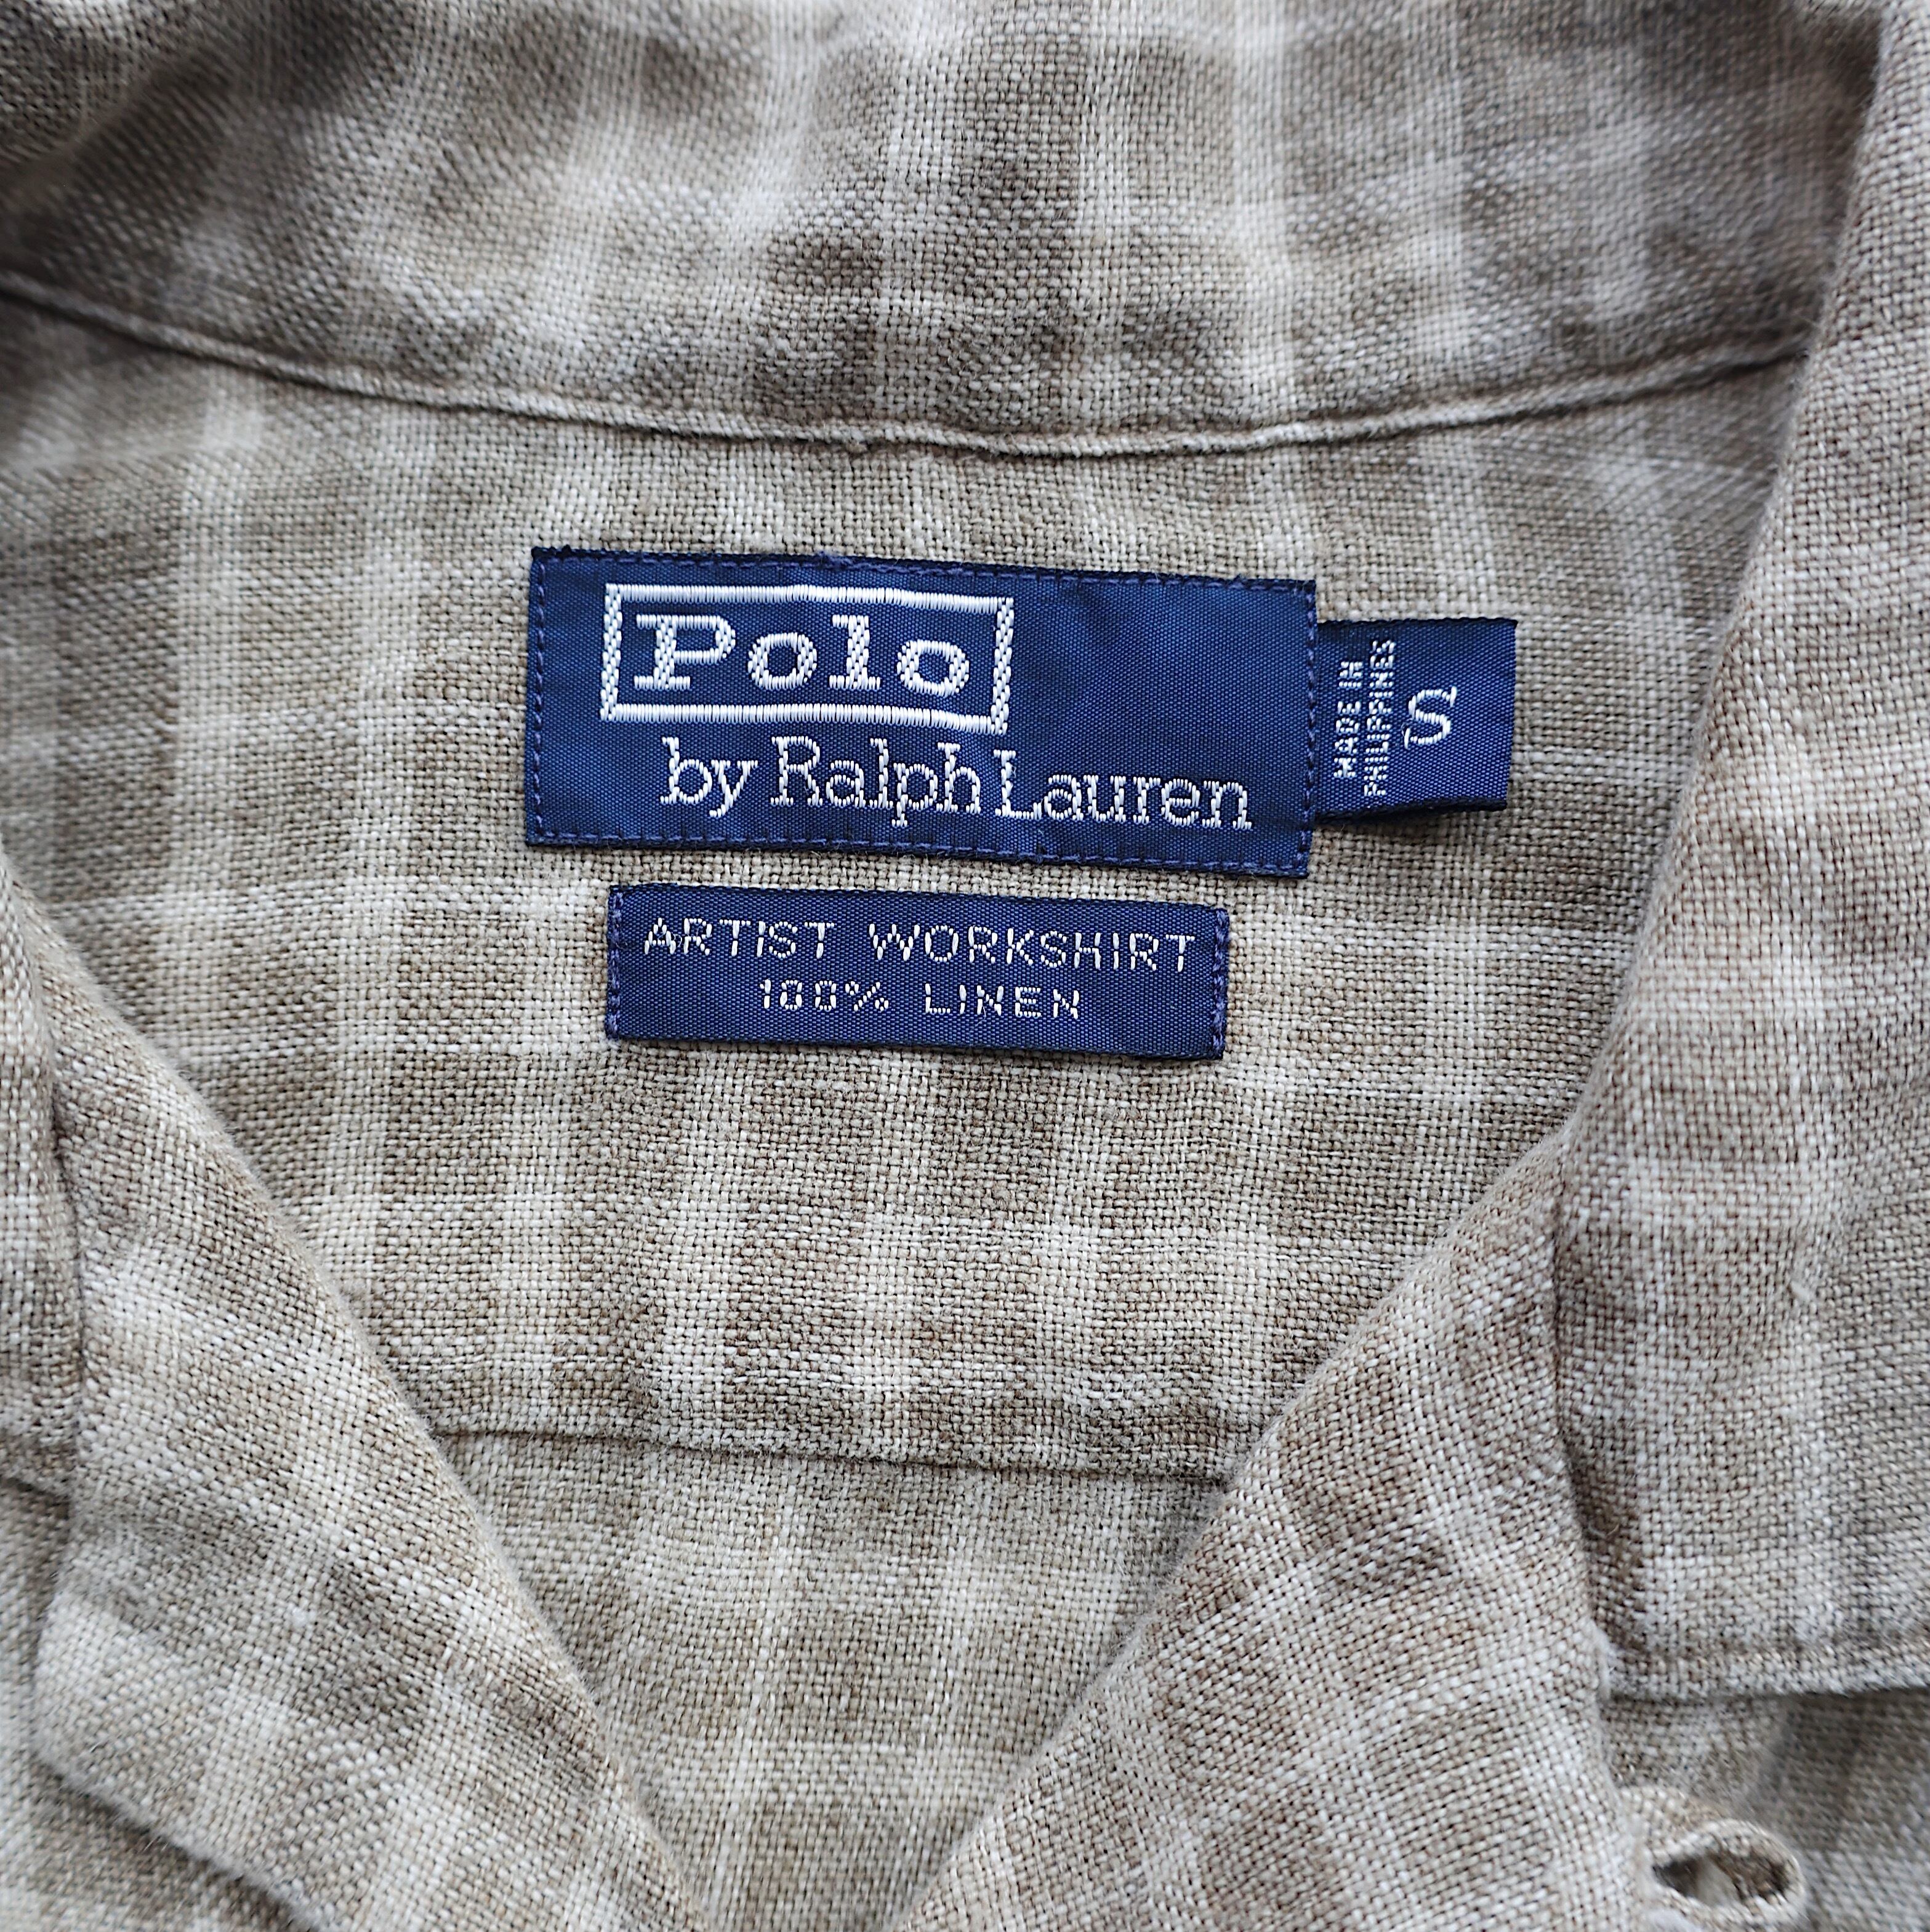 Polo
by Ralph Lauren
MADE IN
PHILIPPINES
S
ARTIST WORKSHIRT
100% LINEN